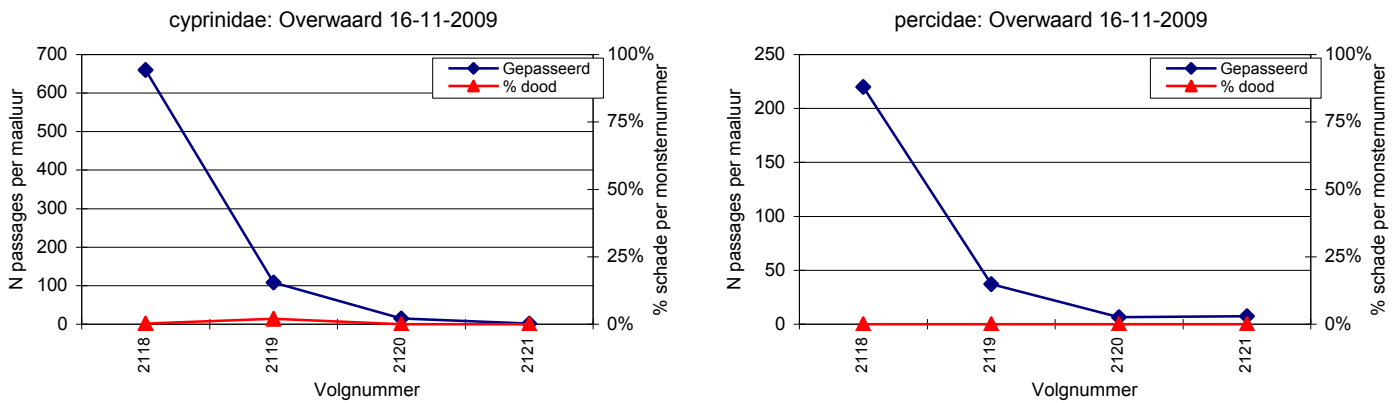 cyprinidae: Overwaard 16-11-2009
N passages per maaluur
700
600
500
400
300
200
100
0
100%
75%
50%
25%
0%
% schade per monsternummer
Gepasseerd
% dood
2118
2119
2120
2121
Volgnummer
percidae: Overwaard 16-11-2009
N passages per maaluur
250
200
150
100
50
0
100%
75%
50%
25%
0%
% schade per monsternummer
Gepasseerd
% dood
2118
2119
2120
2121
Volgnummer